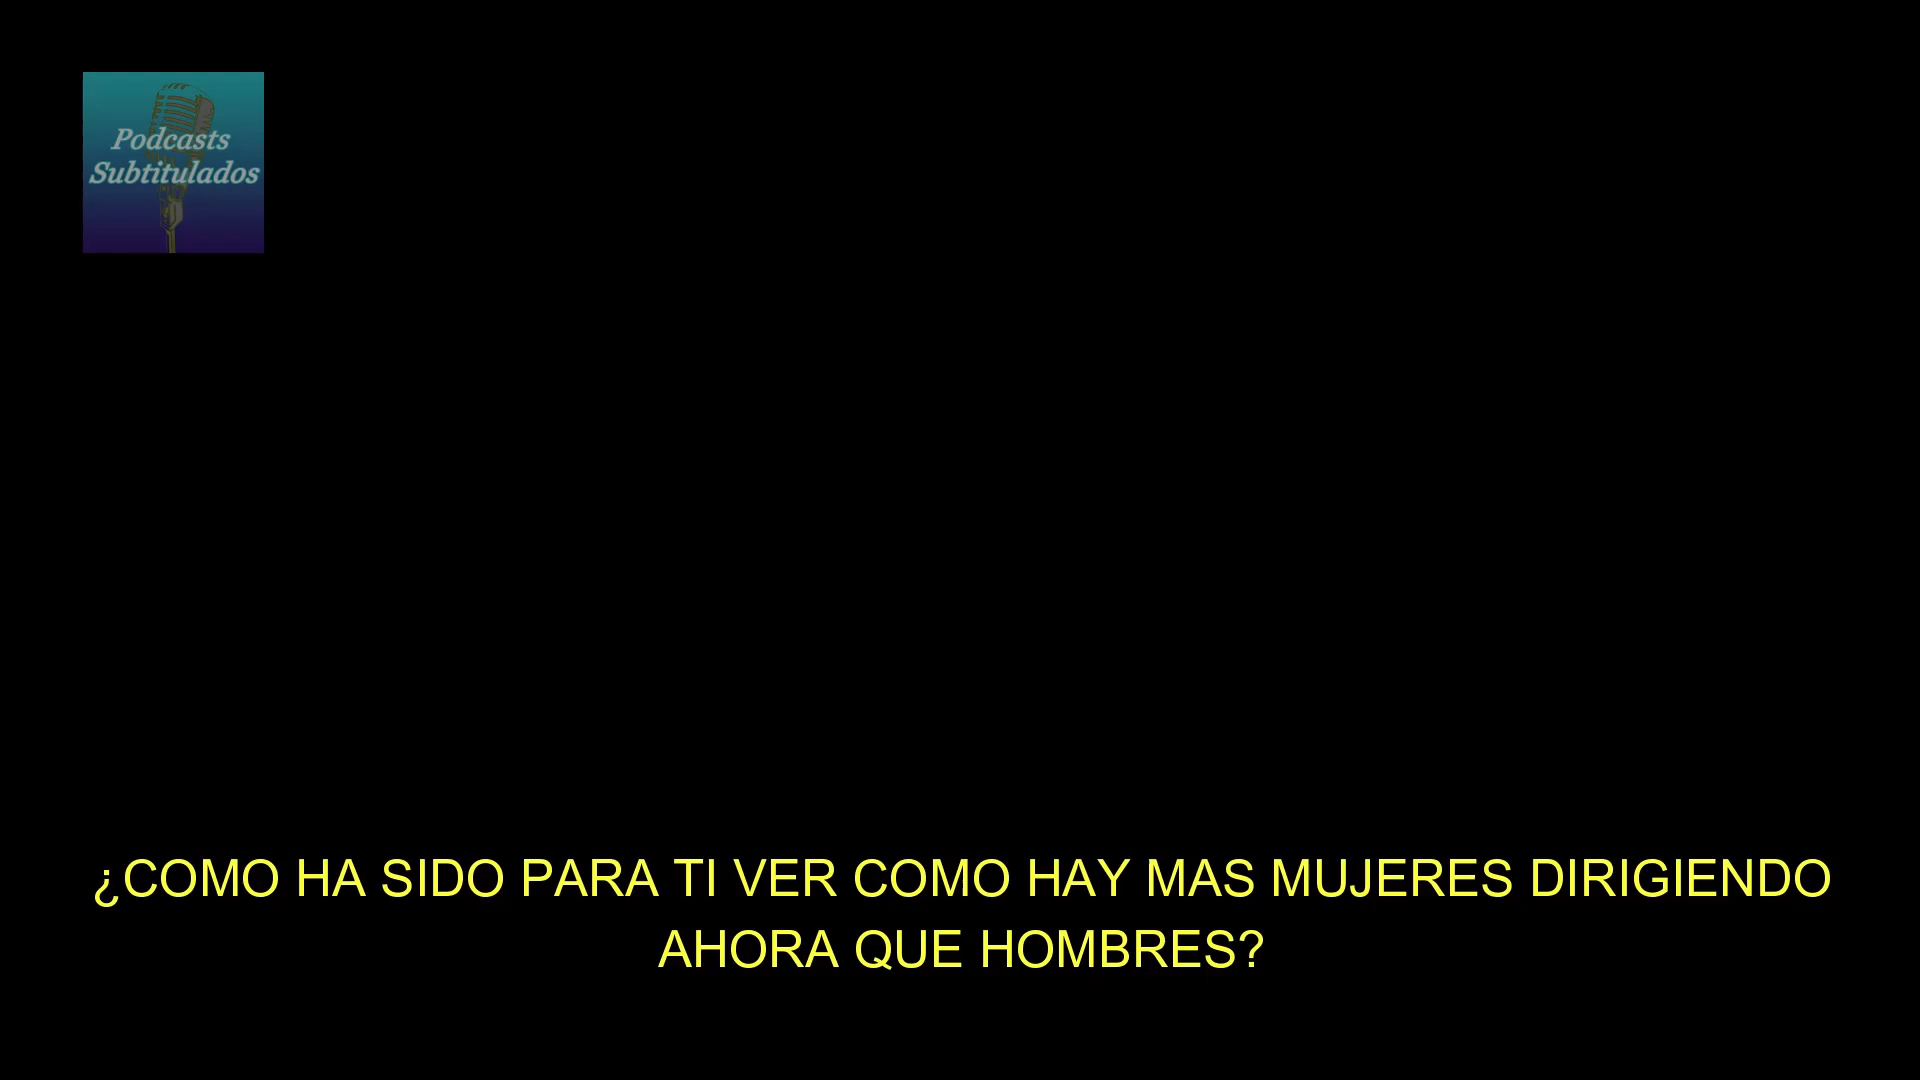 Podcasts
Subtitulados
¿COMO HA SIDO PARA TI VER COMO HAY MAS MUJERES DIRIGIENDO
AHORA QUE HOMBRES?